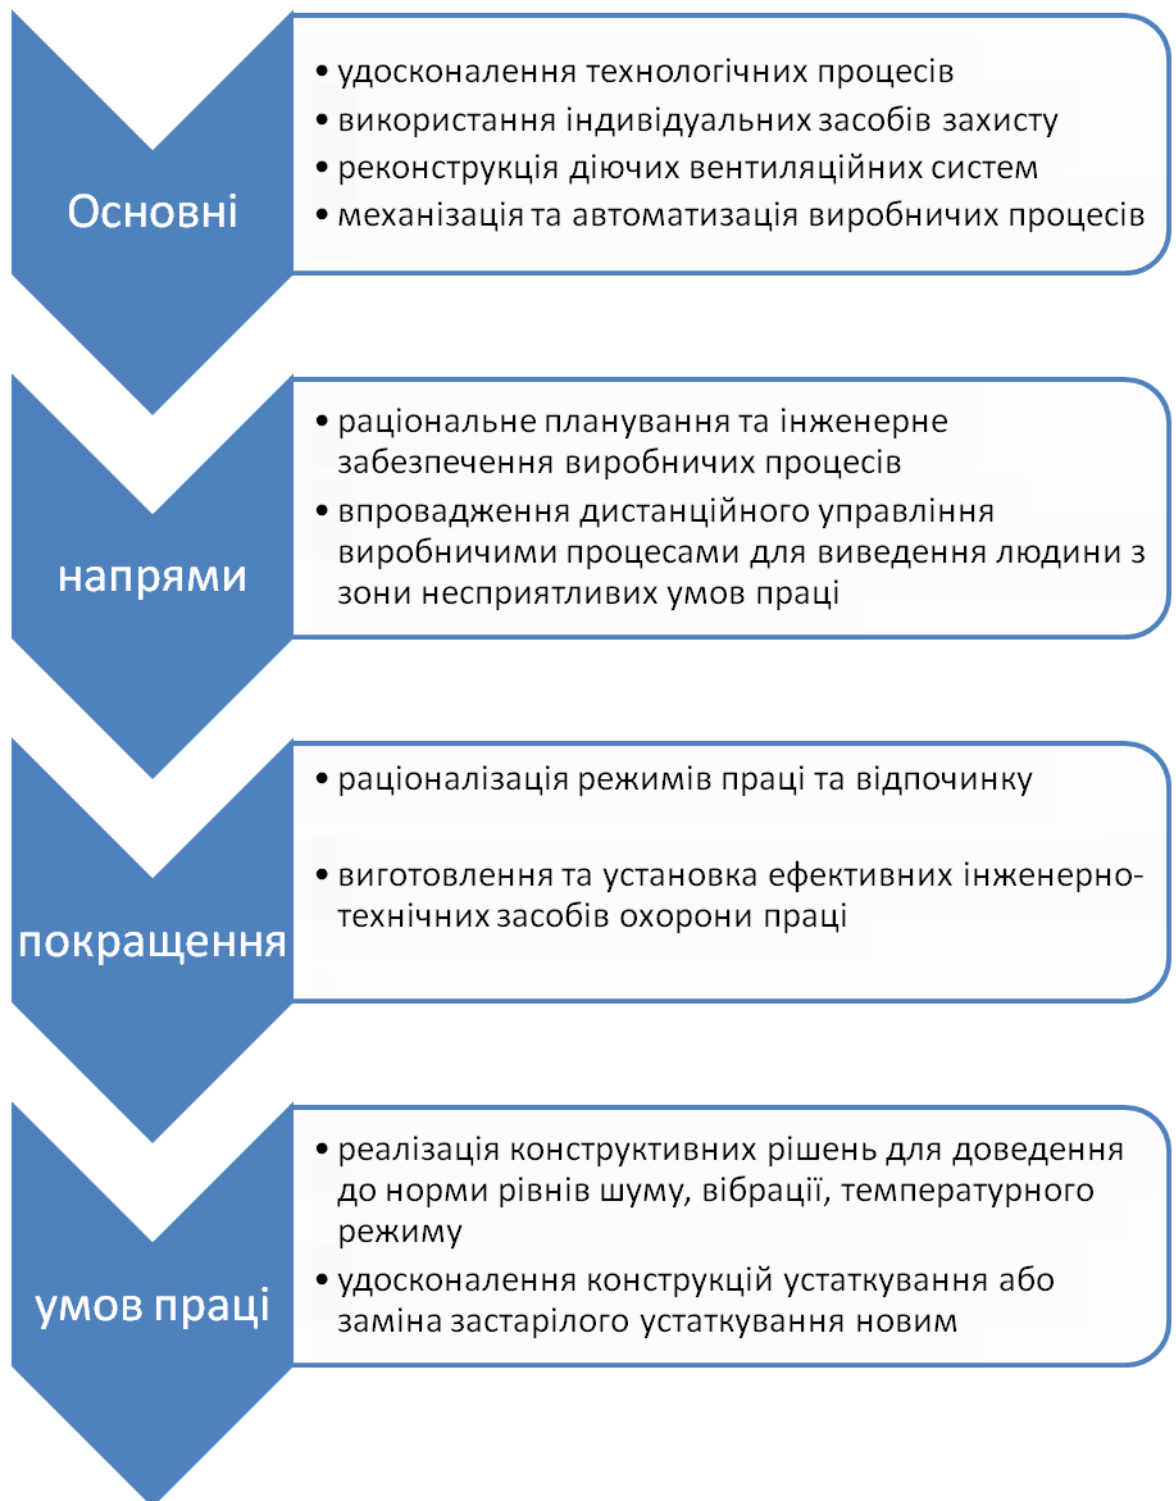 Основні
• удосконалення технологічних процесів
• використання індивідуальних засобів захисту
• реконструкція діючих вентиляційних систем
• механізація та автоматизація виробничих процесів
напрями
• раціональне планування та інженерне
забезпечення виробничих процесів
• впровадження дистанційного управління
виробничими процесами для виведення людини з
зони несприятливих умов праці
покращення
• раціоналізація режимів праці та відпочинку
• виготовлення та установка ефективних інженерно-
технічних засобів охорони праці
умов праці
• реалізація конструктивних рішень для доведення
до норми рівнів шуму, вібрації, температурного
режиму
• удосконалення конструкцій устаткування або
заміна застарілого устаткування новим